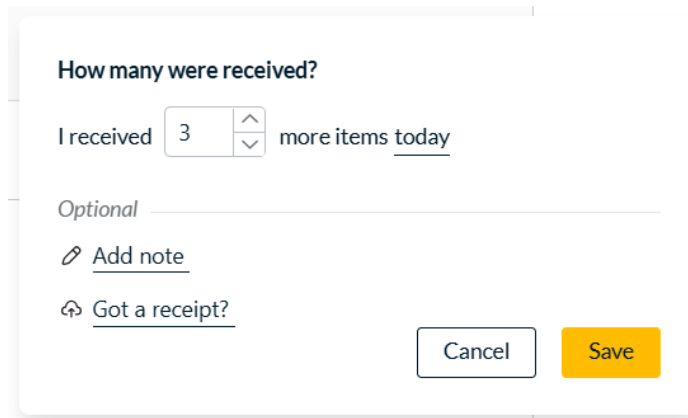 How many were received?
I received 3 more items today
Optional
Add note
Got a receipt?
Cancel Save